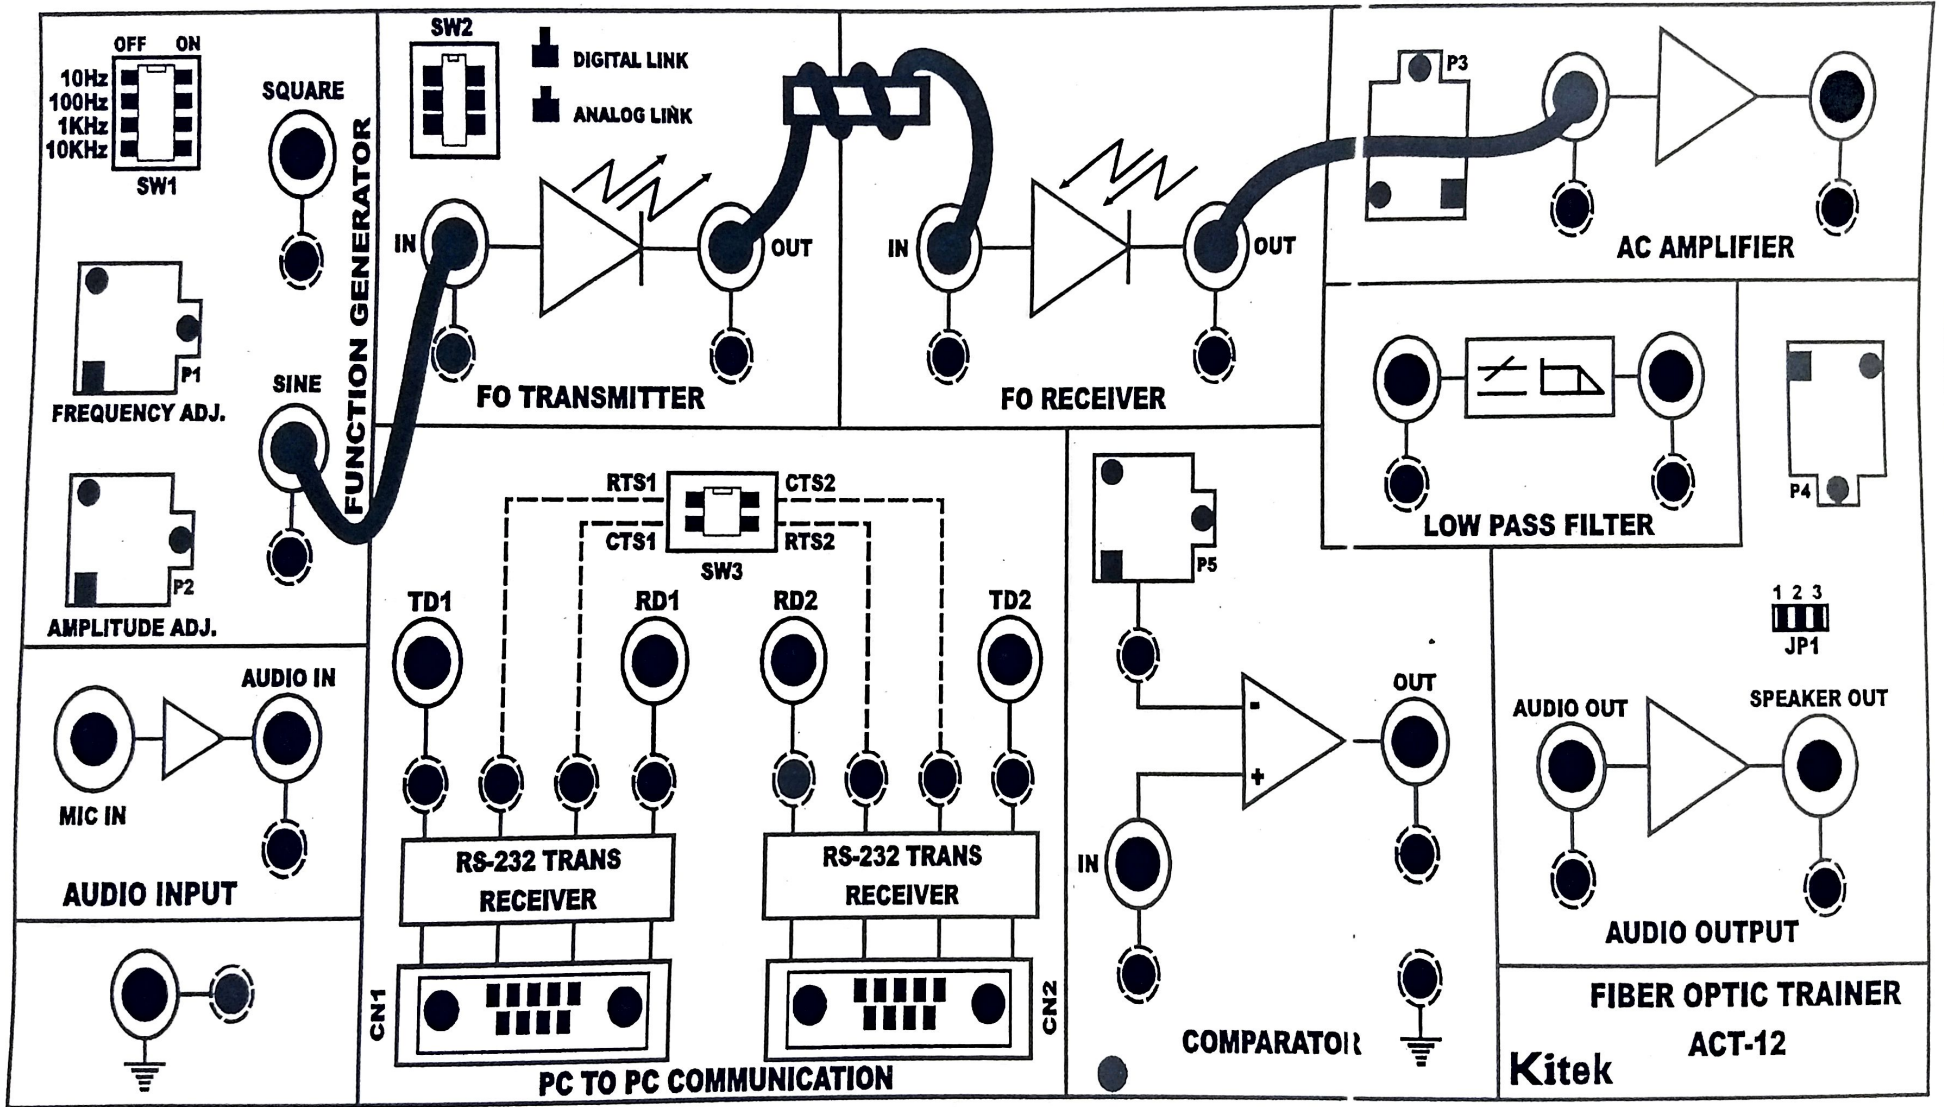 OFF ON
10Hz
100Hz
1KHz
10KHz
SW1
SQUARE
P1
FREQUENCY ADJ.
SINE
P2
AMPLITUDE ADJ.
FUNCTION GENERATOR
SW2
DIGITAL LINK
ANALOG LINK
IN
OUT
FO TRANSMITTER
IN
OUT
FO RECEIVER
P3
AC AMPLIFIER
LOW PASS FILTER
P4
1 2 3
JP1
AUDIO IN
MIC IN
AUDIO INPUT
RTS1
CTS2
CTS1
RTS2
SW3
TD1
RD1
RD2
TD2
RS-232 TRANS
RECEIVER
RS-232 TRANS
RECEIVER
CN1
CN2
PC TO PC COMMUNICATION
P5
-
+
IN
OUT
COMPARATOR
AUDIO OUT
SPEAKER OUT
AUDIO OUTPUT
FIBER OPTIC TRAINER
ACT-12
Kitek